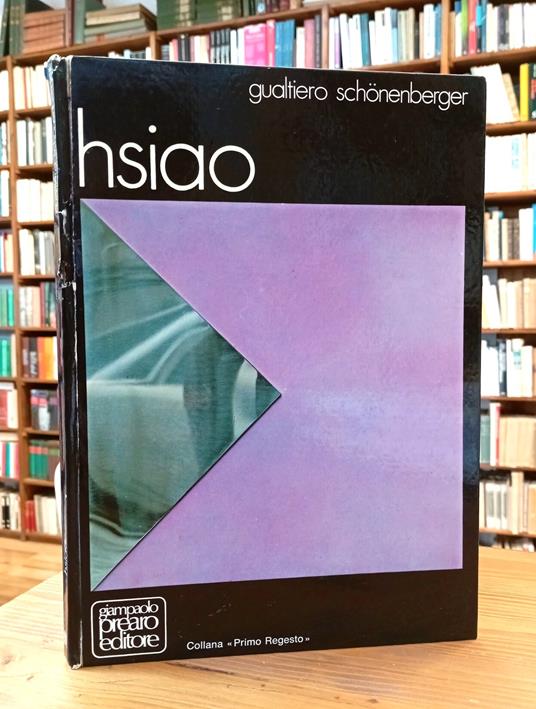 gualtiero schönenberger
hsiao
giampaolo
prearo
editore
Collana «Primo Regesto»